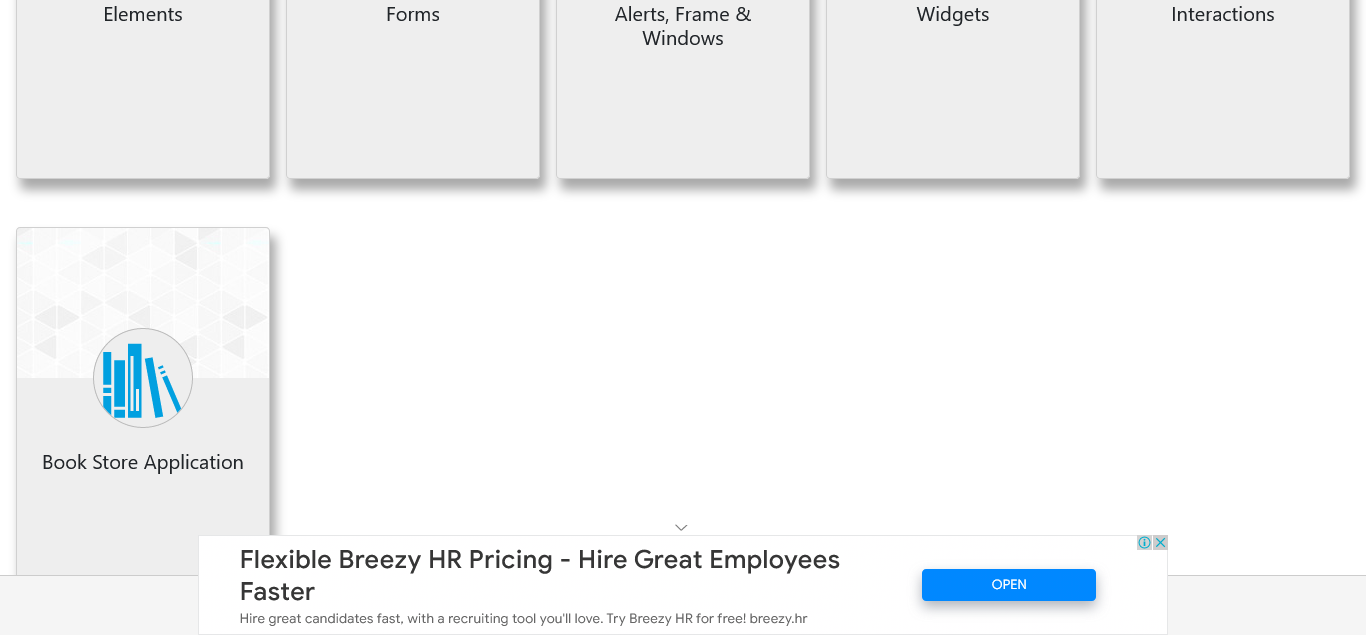 Elements
Forms
Alerts, Frame &
Windows
Widgets
Interactions
Book Store Application
Flexible Breezy HR Pricing - Hire Great Employees
Faster
Hire great candidates fast, with a recruiting tool you'll love. Try Breezy HR for free! breezy.hr
OPEN